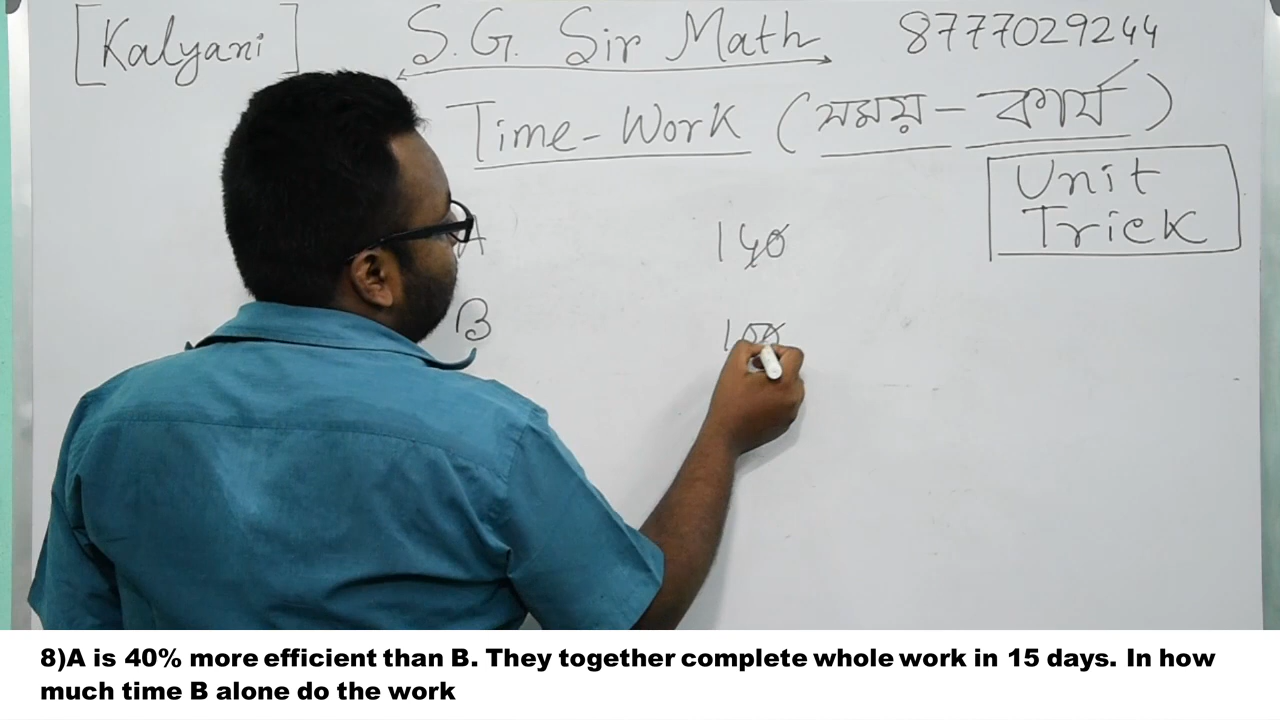 [Kalyani] S.G. Sir Math 8777029244
Time-Work (সময় - কার্য)
Unit
Trick
A 140
B 100
8)A is 40% more efficient than B. They together complete whole work in 15 days. In how
much time B alone do the work